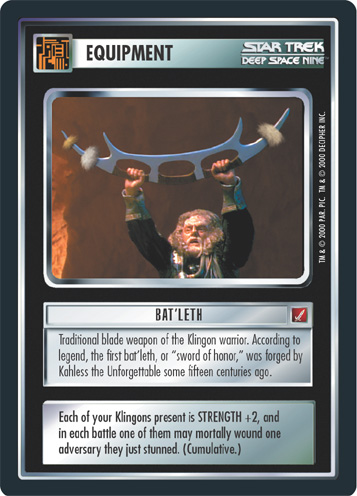 EQUIPMENT
STAR TREK
DEEP SPACE NINE™
TM & © 2000 PAR. PIC. TM & © 2000 DECIPHER INC.
BAT'LETH
Traditional blade weapon of the Klingon warrior. According to
legend, the first bat'leth, or "sword of honor," was forged by
Kahless the Unforgettable some fifteen centuries ago.
Each of your Klingons present is STRENGTH +2, and
in each battle one of them may mortally wound one
adversary they just stunned. (Cumulative.)